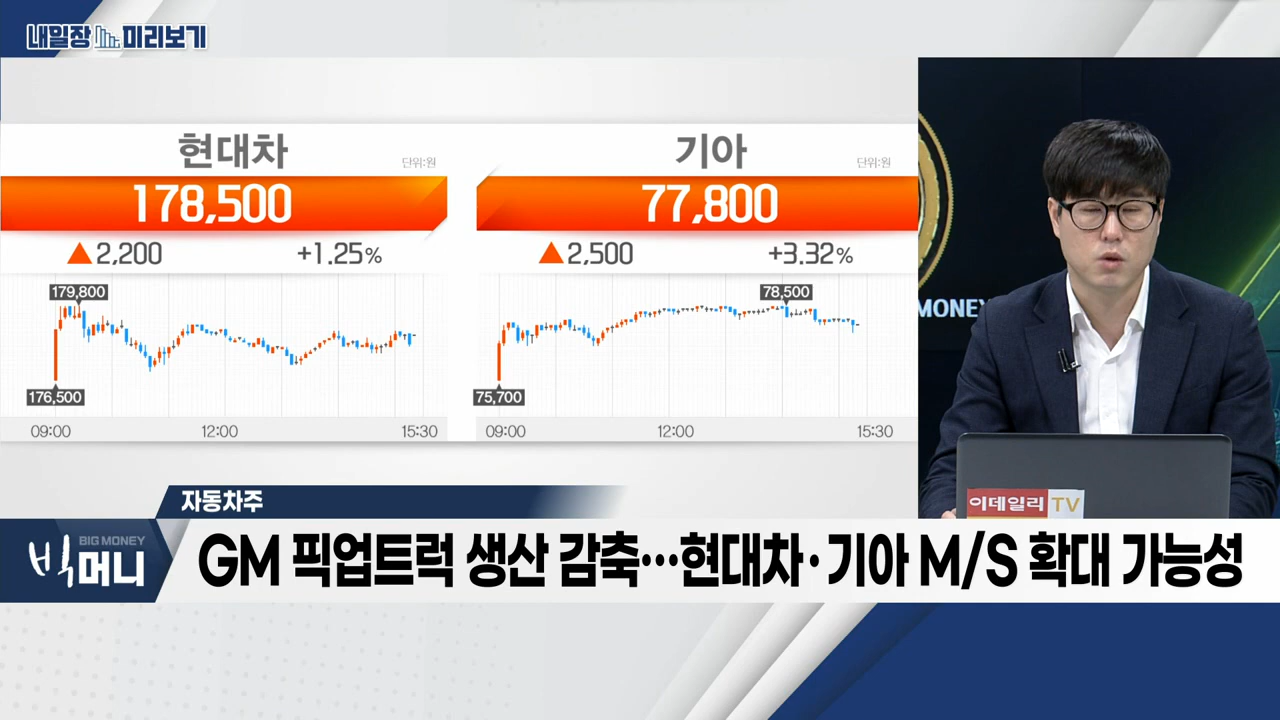 내일장 미리보기
현대차
단위:원
178,500
▲2,200 +1.25%
179,800
176,500
09:00 12:00 15:30
기아
단위:원
77,800
▲2,500 +3.32%
78,500
75,700
09:00 12:00 15:30
MONEY
이데일리TV
자동차주
BIG MONEY
빅머니
GM 픽업트럭 생산 감축…현대차·기아 M/S 확대 가능성